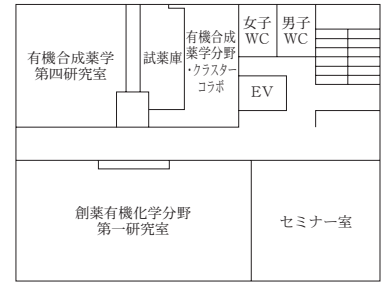 有機合成薬学
第四研究室
試薬庫
有機合成
薬学分野
・クラスター
コラボ
女子
WC
男子
WC
EV
創薬有機化学分野
第一研究室
セミナー室